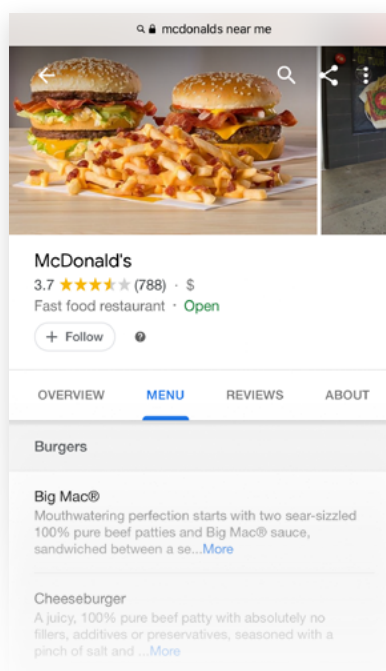 mcdonalds near me
McDonald's
3.7 ★★★★★ (788) · $
Fast food restaurant · Open
+ Follow ?
OVERVIEW MENU REVIEWS ABOUT
Burgers
Big Mac®
Mouthwatering perfection starts with two sear-sizzled
100% pure beef patties and Big Mac® sauce,
sandwiched between a se...More
Cheeseburger
A juicy, 100% pure beef patty with absolutely no
fillers, additives or preservatives, seasoned with a
pinch of salt and ...More